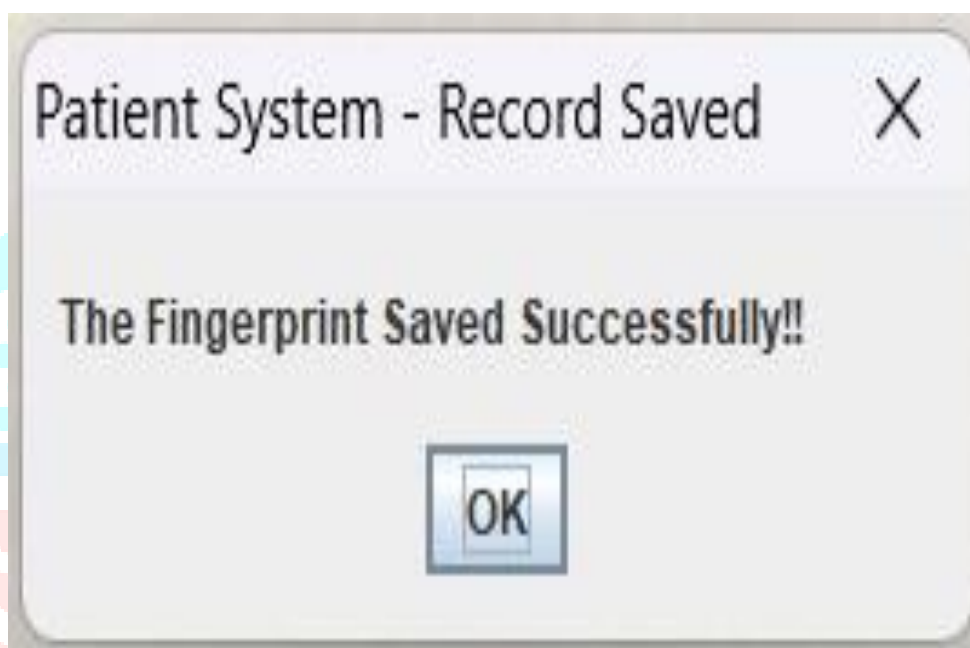 Patient System - Record Saved X
The Fingerprint Saved Successfully!!
OK